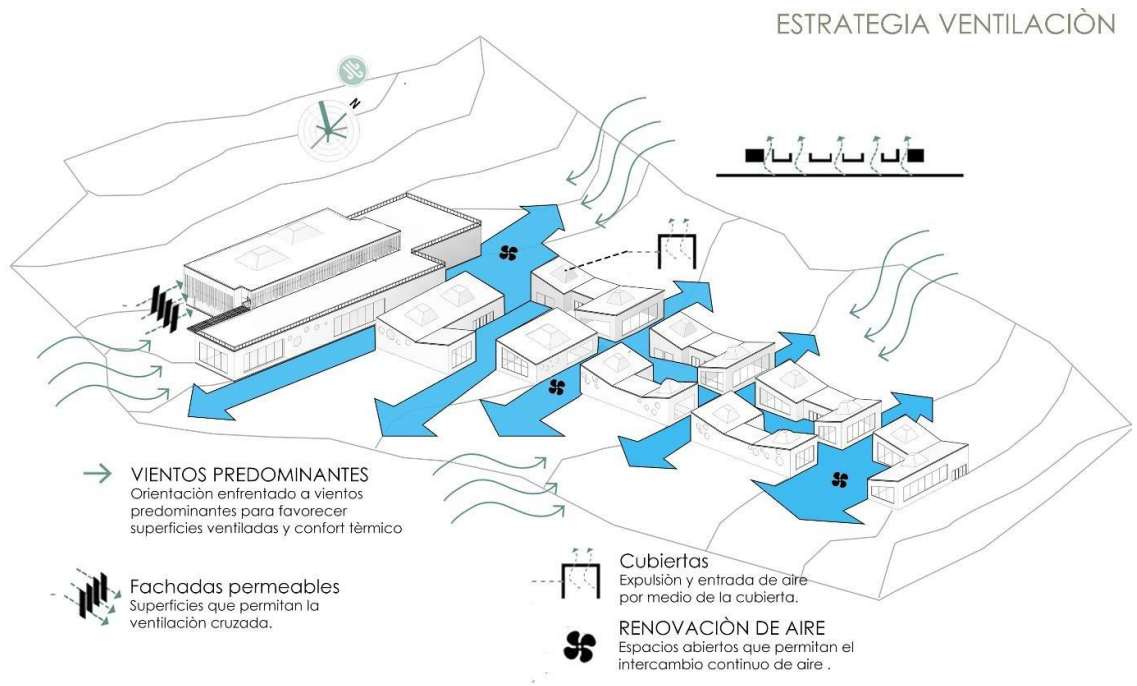 ESTRATEGIA VENTILACIÒN
N
VIENTOS PREDOMINANTES
Orientaciòn enfrentado a vientos
predominantes para favorecer
superficies ventiladas y confort tèrmico
Fachadas permeables
Superficies que permitan la
ventilaciòn cruzada.
Cubiertas
Expulsiòn y entrada de aire
por medio de la cubierta.
RENOVACIÒN DE AIRE
Espacios abiertos que permitan el
intercambio continuo de aire .